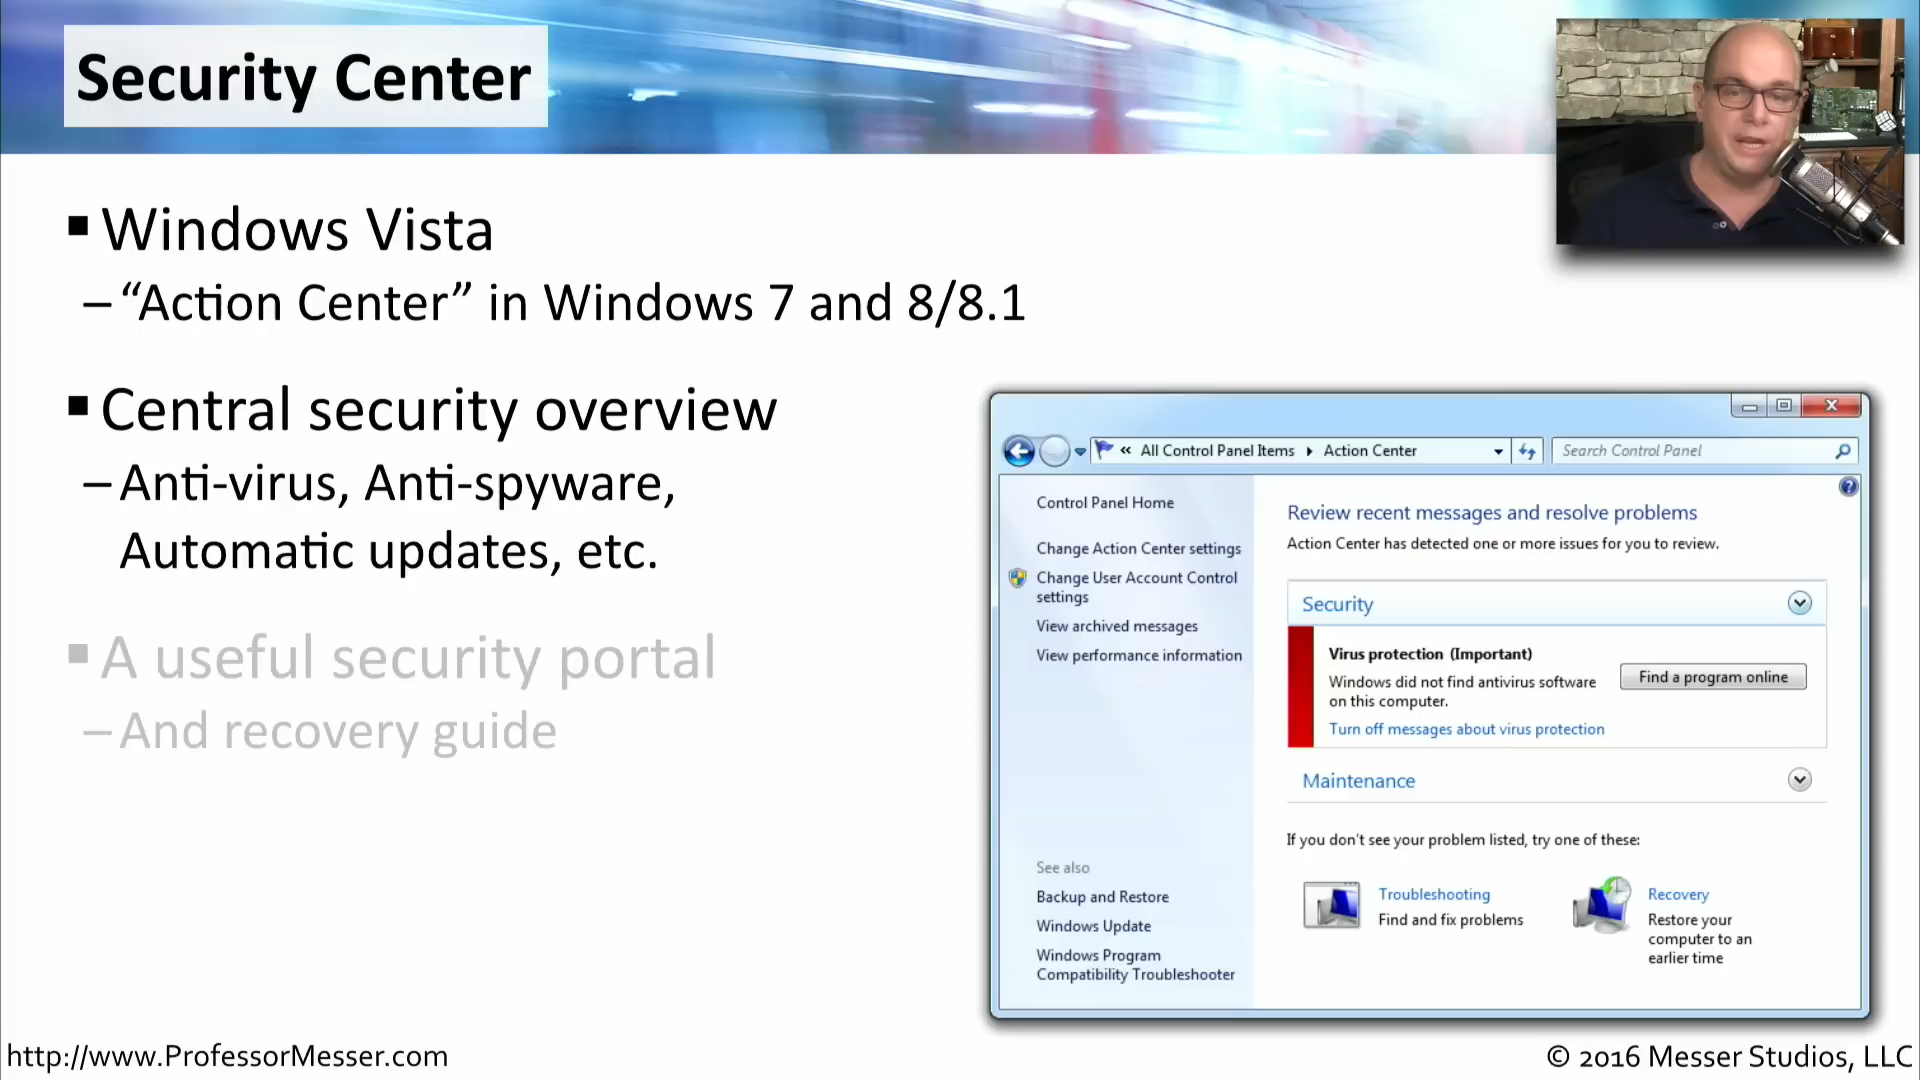 Security Center
▪ Windows Vista
– “Action Center” in Windows 7 and 8/8.1
▪ Central security overview
– Anti-virus, Anti-spyware,
Automatic updates, etc.
▪ A useful security portal
– And recovery guide
« All Control Panel Items ▸ Action Center
Search Control Panel
Control Panel Home
Change Action Center settings
Change User Account Control
settings
View archived messages
View performance information
See also
Backup and Restore
Windows Update
Windows Program
Compatibility Troubleshooter
Review recent messages and resolve problems
Action Center has detected one or more issues for you to review.
Security
Virus protection (Important)
Windows did not find antivirus software
on this computer.
Find a program online
Turn off messages about virus protection
Maintenance
If you don't see your problem listed, try one of these:
Troubleshooting
Find and fix problems
Recovery
Restore your
computer to an
earlier time
http://www.ProfessorMesser.com
© 2016 Messer Studios, LLC